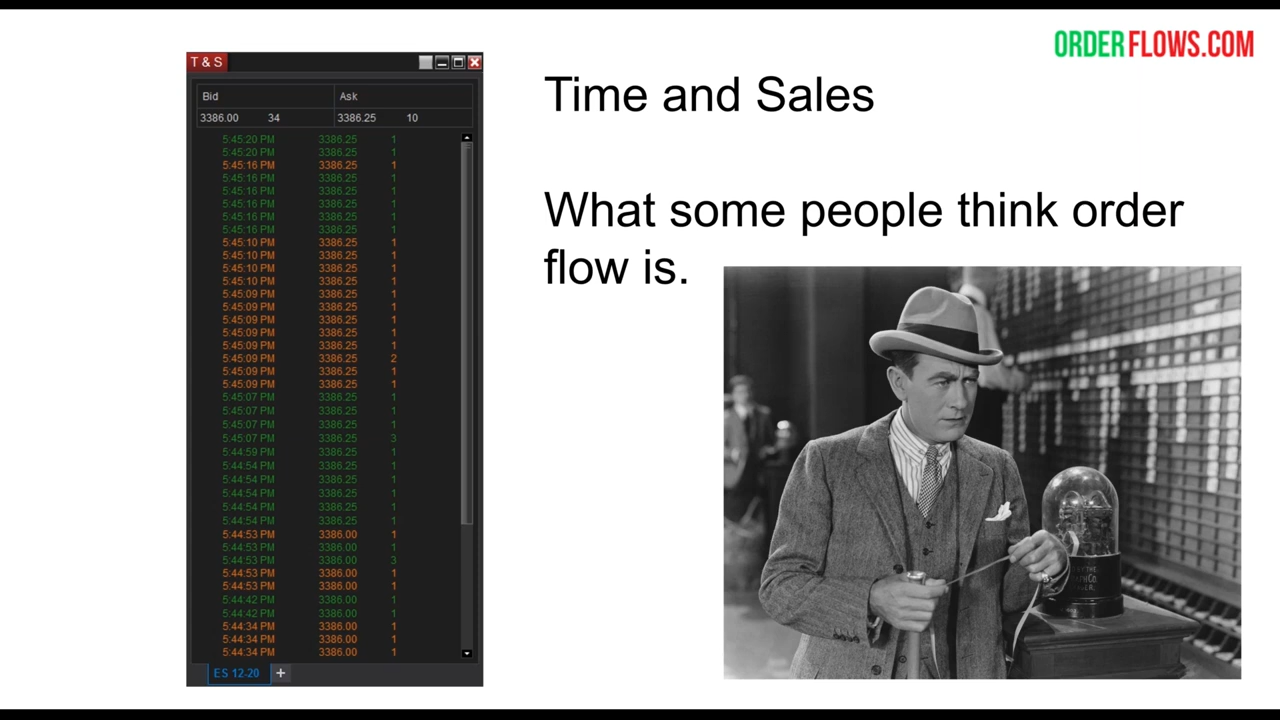 ORDERFLOWS.COM
T & S
Bid Ask
3386.00 34 3386.25 10
5:45:20 PM 3386.25 1
5:45:20 PM 3386.25 1
5:45:16 PM 3386.25 1
5:45:16 PM 3386.25 1
5:45:16 PM 3386.25 1
5:45:16 PM 3386.25 1
5:45:16 PM 3386.25 1
5:45:16 PM 3386.25 1
5:45:10 PM 3386.25 1
5:45:10 PM 3386.25 1
5:45:10 PM 3386.25 1
5:45:10 PM 3386.25 1
5:45:09 PM 3386.25 1
5:45:09 PM 3386.25 1
5:45:09 PM 3386.25 1
5:45:09 PM 3386.25 1
5:45:09 PM 3386.25 1
5:45:09 PM 3386.25 2
5:45:09 PM 3386.25 1
5:45:09 PM 3386.25 1
5:45:07 PM 3386.25 1
5:45:07 PM 3386.25 1
5:45:07 PM 3386.25 1
5:45:07 PM 3386.25 3
5:44:59 PM 3386.25 1
5:44:54 PM 3386.25 1
5:44:54 PM 3386.25 1
5:44:54 PM 3386.25 1
5:44:54 PM 3386.25 1
5:44:54 PM 3386.25 1
5:44:53 PM 3386.25 1
5:44:53 PM 3386.00 1
5:44:53 PM 3386.00 3
5:44:53 PM 3386.00 1
5:44:53 PM 3386.00 1
5:44:42 PM 3386.00 1
5:44:42 PM 3386.00 1
5:44:34 PM 3386.00 1
5:44:34 PM 3386.00 1
5:44:34 PM 3386.00 1
ES 12-20 +
Time and Sales
What some people think order
flow is.
BY THE